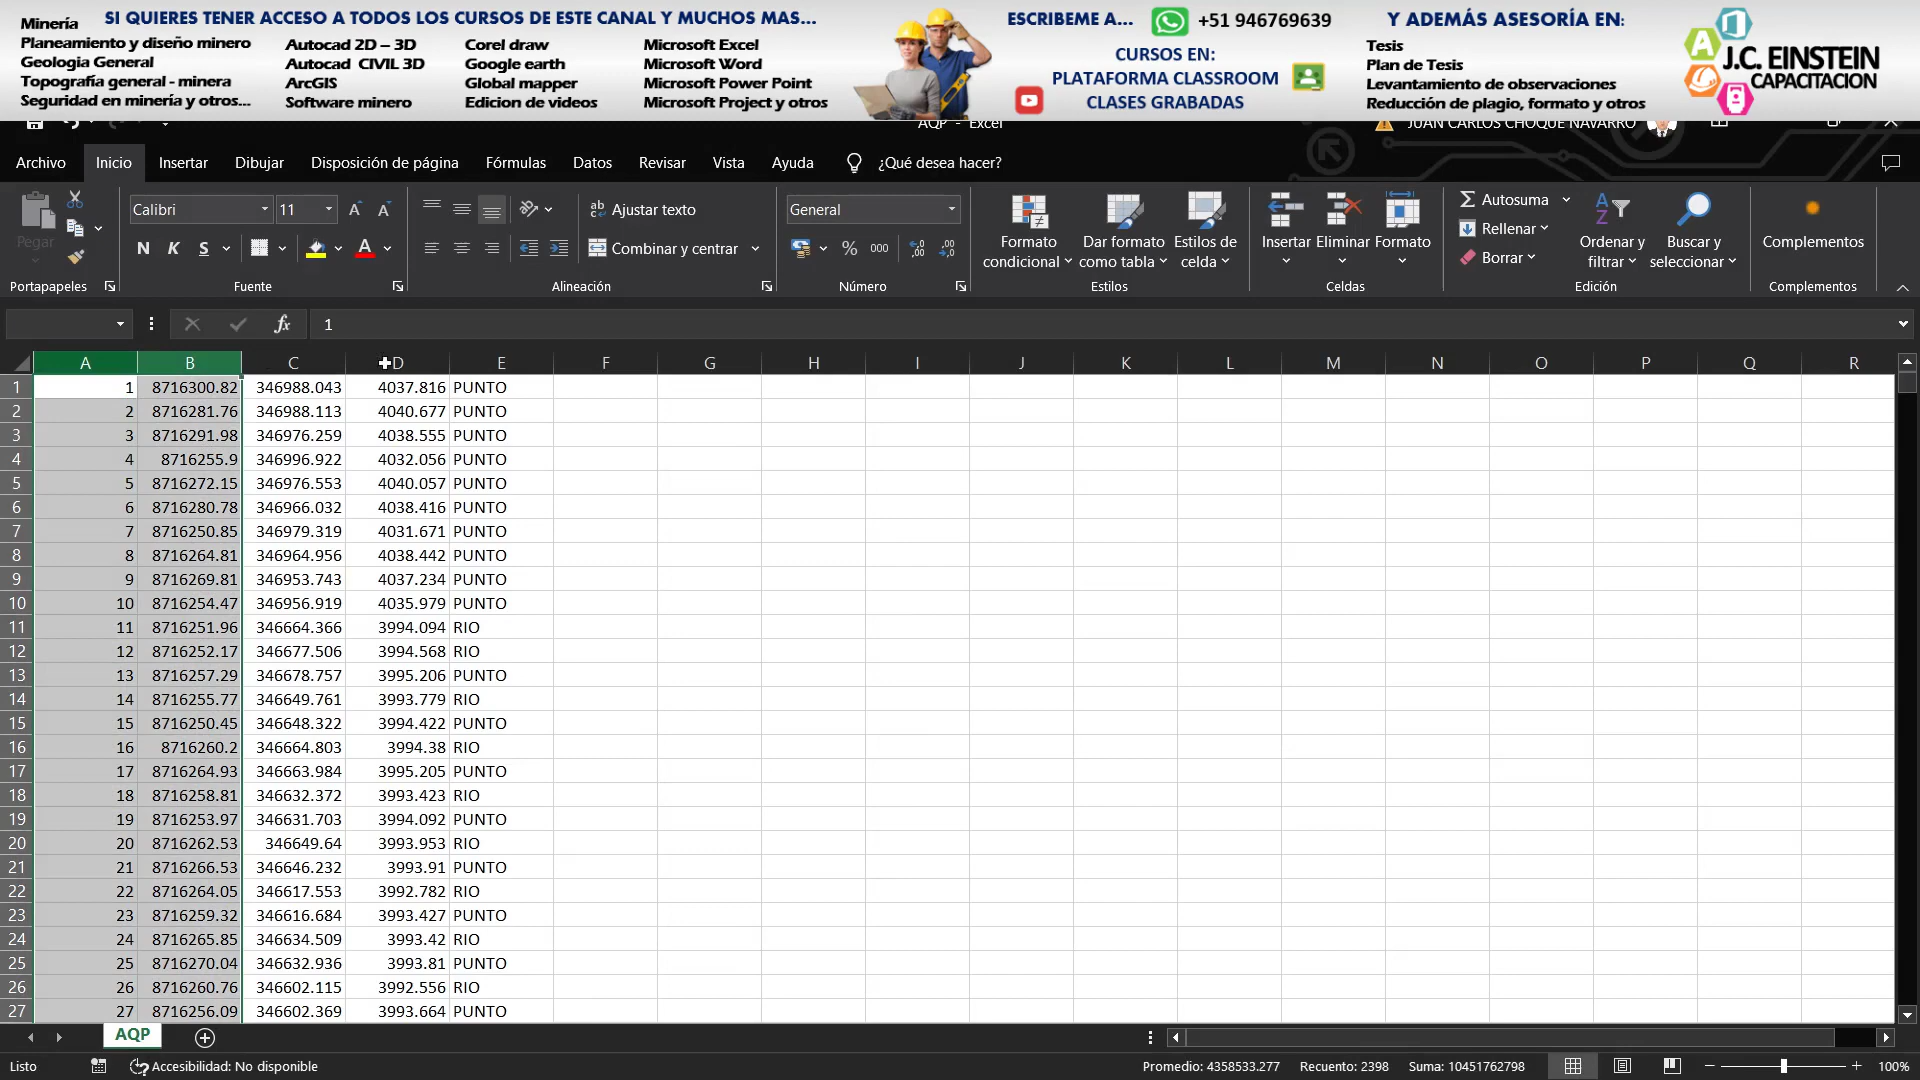 SI QUIERES TENER ACCESO A TODOS LOS CURSOS DE ESTE CANAL Y MUCHOS MAS...
Minería
Planeamiento y diseño minero
Geologia General
Topografía general - minera
Seguridad en minería y otros...
Autocad 2D – 3D
Autocad CIVIL 3D
ArcGIS
Software minero
Corel draw
Google earth
Global mapper
Edicion de videos
Microsoft Excel
Microsoft Word
Microsoft Power Point
Microsoft Project y otros
ESCRIBEME A... +51 946769639
CURSOS EN:
PLATAFORMA CLASSROOM
CLASES GRABADAS
Y ADEMÁS ASESORÍA EN:
Tesis
Plan de Tesis
Levantamiento de observaciones
Reducción de plagio, formato y otros
J.C. EINSTEIN
CAPACITACION
AQP - Excel
JUAN CARLOS CHOQUE NAVARRO
Archivo Inicio Insertar Dibujar Disposición de página Fórmulas Datos Revisar Vista Ayuda ¿Qué desea hacer?
Pegar
Portapapeles
Calibri 11
N K S
Fuente
Ajustar texto
Combinar y centrar
Alineación
General
% 000
Número
Formato condicional
Dar formato como tabla
Estilos de celda
Estilos
Insertar Eliminar Formato
Celdas
Autosuma
Rellenar
Borrar
Ordenar y filtrar
Buscar y seleccionar
Edición
Complementos
Complementos
fx 1
A B C D E F G H I J K L M N O P Q R
1 1 8716300.82 346988.043 4037.816 PUNTO
2 2 8716281.76 346988.113 4040.677 PUNTO
3 3 8716291.98 346976.259 4038.555 PUNTO
4 4 8716255.9 346996.922 4032.056 PUNTO
5 5 8716272.15 346976.553 4040.057 PUNTO
6 6 8716280.78 346966.032 4038.416 PUNTO
7 7 8716250.85 346979.319 4031.671 PUNTO
8 8 8716264.81 346964.956 4038.442 PUNTO
9 9 8716269.81 346953.743 4037.234 PUNTO
10 10 8716254.47 346956.919 4035.979 PUNTO
11 11 8716251.96 346664.366 3994.094 RIO
12 12 8716252.17 346677.506 3994.568 RIO
13 13 8716257.29 346678.757 3995.206 PUNTO
14 14 8716255.77 346649.761 3993.779 RIO
15 15 8716250.45 346648.322 3994.422 PUNTO
16 16 8716260.2 346664.803 3994.38 RIO
17 17 8716264.93 346663.984 3995.205 PUNTO
18 18 8716258.81 346632.372 3993.423 RIO
19 19 8716253.97 346631.703 3994.092 PUNTO
20 20 8716262.53 346649.64 3993.953 RIO
21 21 8716266.53 346646.232 3993.91 PUNTO
22 22 8716264.05 346617.553 3992.782 RIO
23 23 8716259.32 346616.684 3993.427 PUNTO
24 24 8716265.85 346634.509 3993.42 RIO
25 25 8716270.04 346632.936 3993.81 PUNTO
26 26 8716260.76 346602.115 3992.556 RIO
27 27 8716256.09 346602.369 3993.664 PUNTO
AQP
Listo Accesibilidad: No disponible Promedio: 4358533.277 Recuento: 2398 Suma: 10451762798 100%